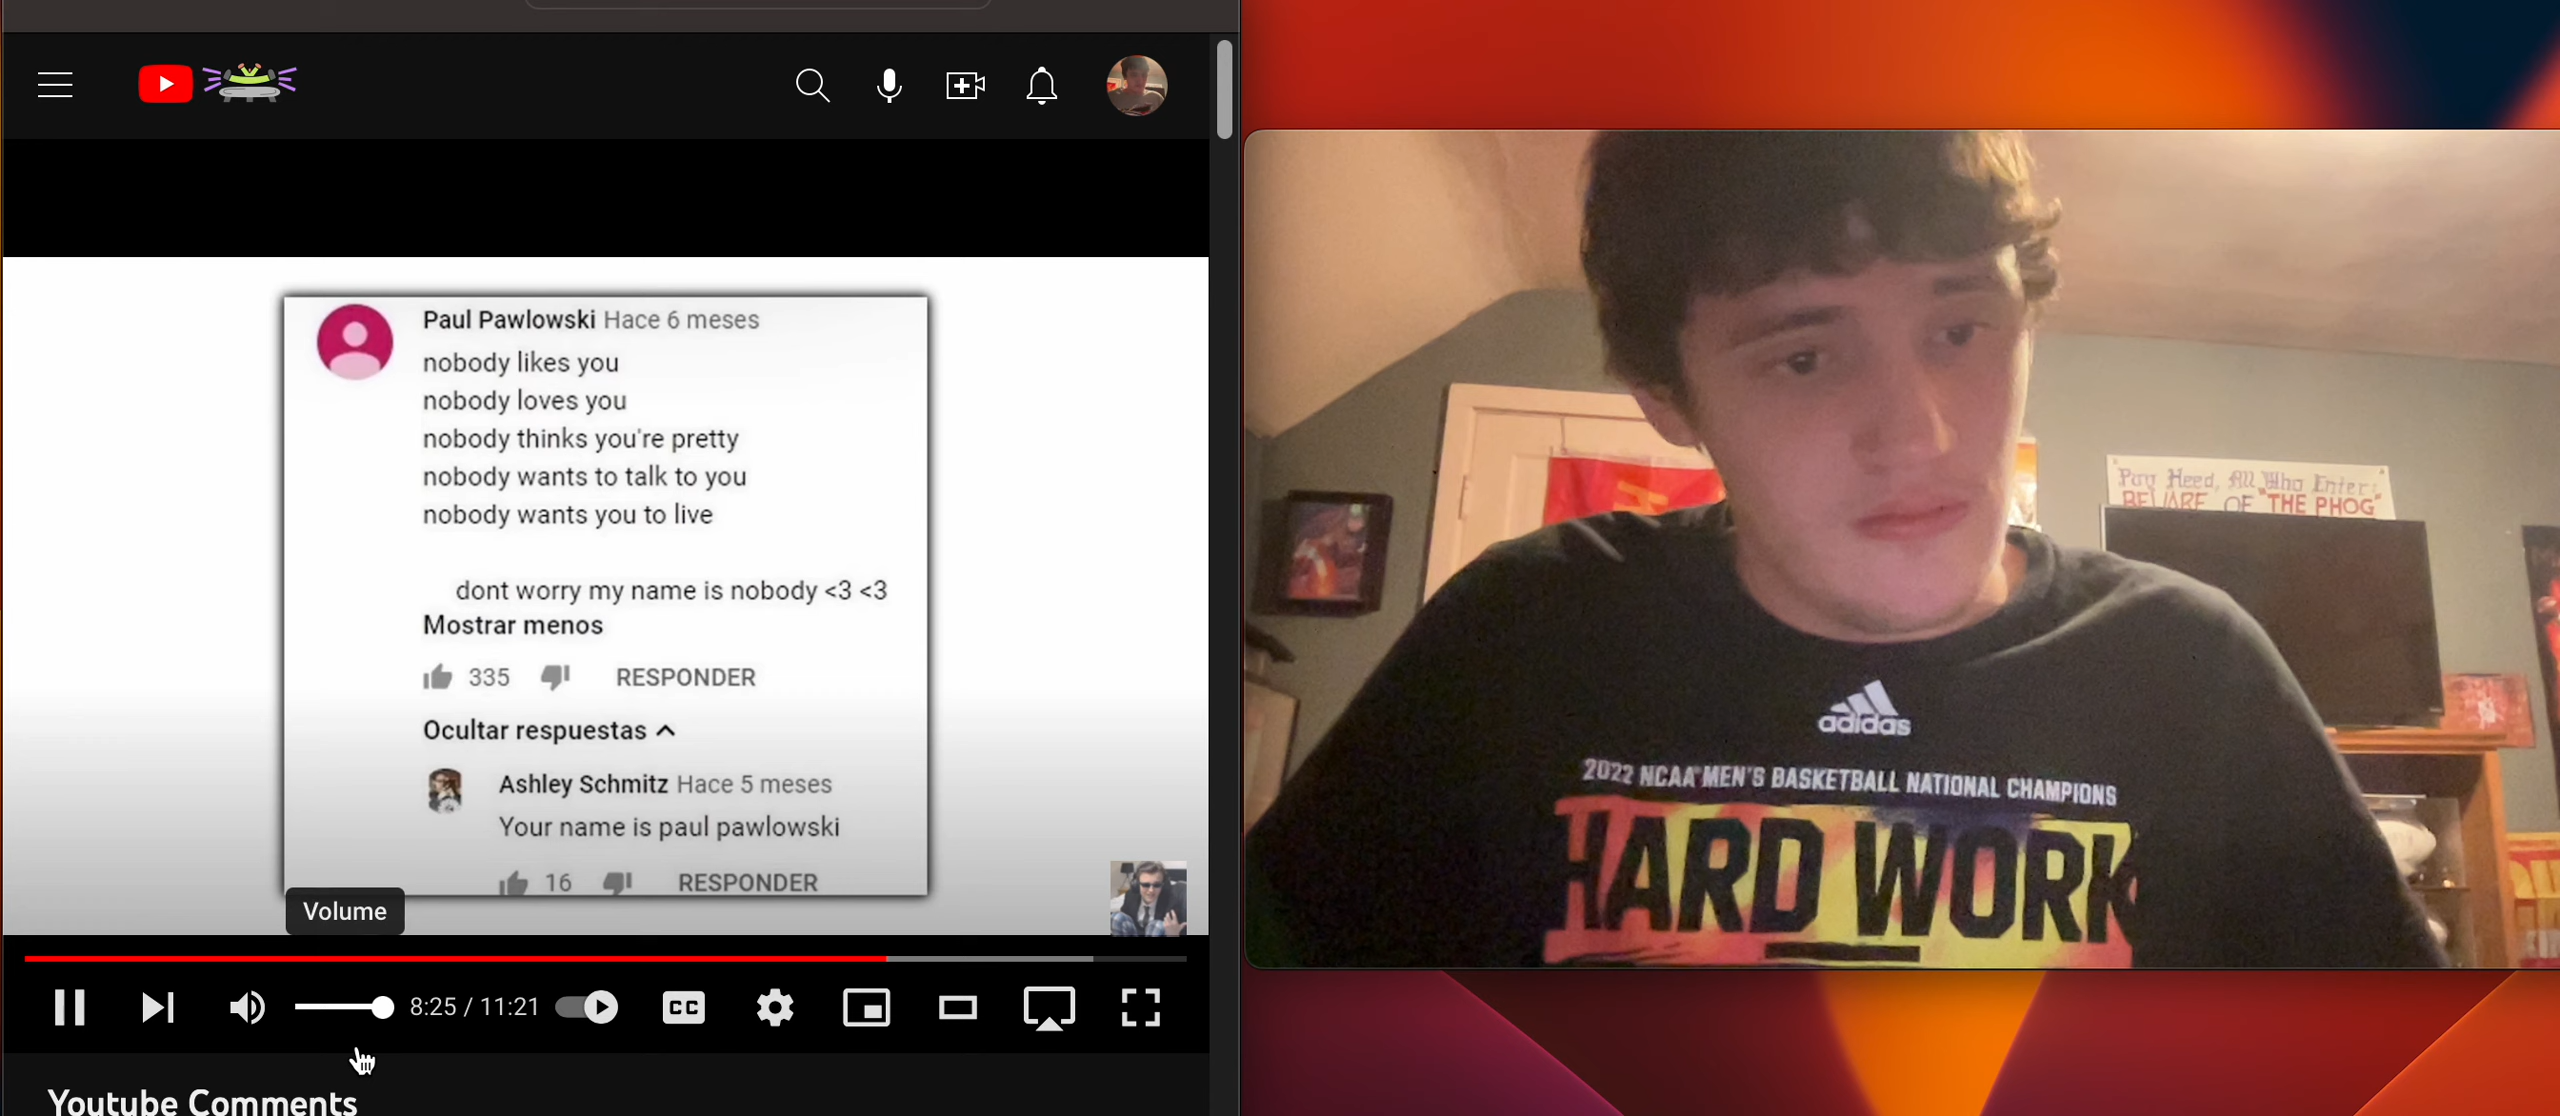 Paul Pawlowski Hace 6 meses
nobody likes you
nobody loves you
nobody thinks you're pretty
nobody wants to talk to you
nobody wants you to live
dont worry my name is nobody <3 <3
Mostrar menos
335 RESPONDER
Ocultar respuestas
Ashley Schmitz Hace 5 meses
Your name is paul pawlowski
16 RESPONDER
Volume
8:25 / 11:21
CC
Youtube Comments
Pay Heed, All Who Enter:
BEWARE OF "THE PHOG"
adidas
2022 NCAA MEN'S BASKETBALL NATIONAL CHAMPIONS
HARD WORK